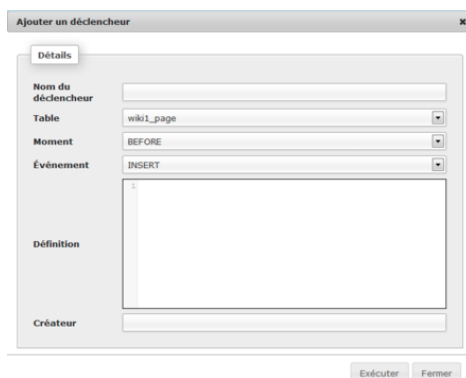 Ajouter un déclencheur
Détails
Nom du
déclencheur
Table wiki1_page
Moment BEFORE
Événement INSERT
1
Définition
Créateur
Exécuter Fermer